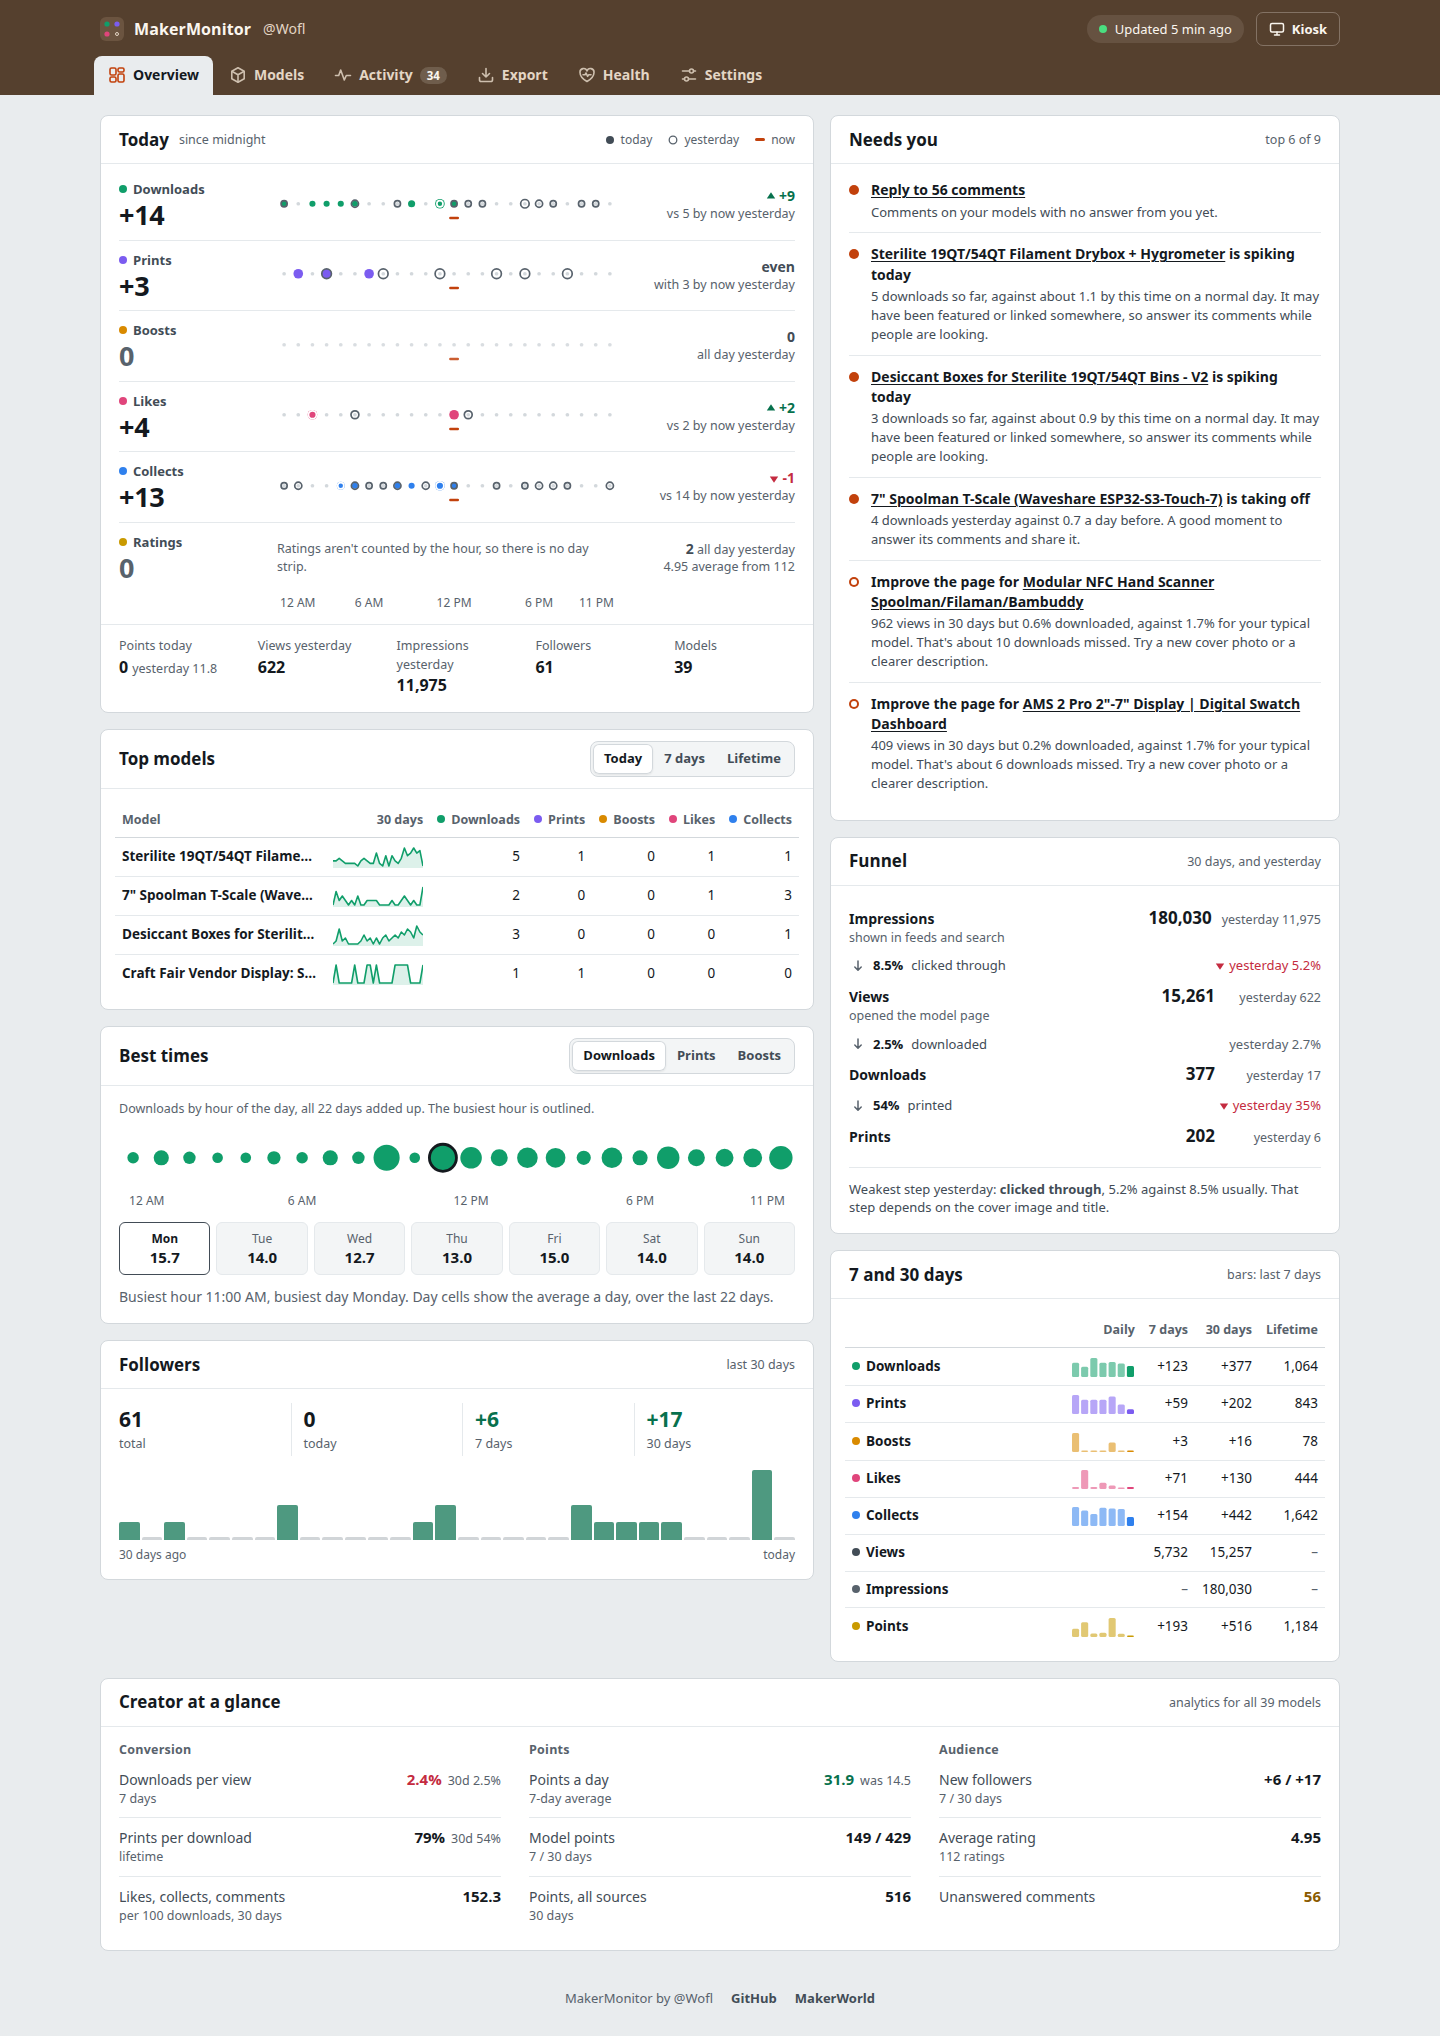 MakerMonitor @Wofl
Updated 5 min ago
Kiosk
Overview
Models
Activity 34
Export
Health
Settings
Today since midnight
today
yesterday
now
Downloads
+14
+9
vs 5 by now yesterday
Prints
+3
even
with 3 by now yesterday
Boosts
0
0
all day yesterday
Likes
+4
+2
vs 2 by now yesterday
Collects
+13
-1
vs 14 by now yesterday
Ratings
0
Ratings aren't counted by the hour, so there is no day
strip.
2 all day yesterday
4.95 average from 112
12 AM 6 AM 12 PM 6 PM 11 PM
Points today
0 yesterday 11.8
Views yesterday
622
Impressions
yesterday
11,975
Followers
61
Models
39
Top models
Today 7 days Lifetime
Model 30 days Downloads Prints Boosts Likes Collects
Sterilite 19QT/54QT Filame... 5 1 0 1 1
7" Spoolman T-Scale (Wave... 2 0 0 1 3
Desiccant Boxes for Sterilit... 3 0 0 0 1
Craft Fair Vendor Display: S... 1 1 0 0 0
Best times
Downloads Prints Boosts
Downloads by hour of the day, all 22 days added up. The busiest hour is outlined.
12 AM 6 AM 12 PM 6 PM 11 PM
Mon Tue Wed Thu Fri Sat Sun
15.7 14.0 12.7 13.0 15.0 14.0 14.0
Busiest hour 11:00 AM, busiest day Monday. Day cells show the average a day, over the last 22 days.
Followers
last 30 days
61
total
0
today
+6
7 days
+17
30 days
30 days ago
today
Needs you
top 6 of 9
Reply to 56 comments
Comments on your models with no answer from you yet.
Sterilite 19QT/54QT Filament Drybox + Hygrometer is spiking
today
5 downloads so far, against about 1.1 by this time on a normal day. It may
have been featured or linked somewhere, so answer its comments while
people are looking.
Desiccant Boxes for Sterilite 19QT/54QT Bins - V2 is spiking
today
3 downloads so far, against about 0.9 by this time on a normal day. It may
have been featured or linked somewhere, so answer its comments while
people are looking.
7" Spoolman T-Scale (Waveshare ESP32-S3-Touch-7) is taking off
4 downloads yesterday against 0.7 a day before. A good moment to
answer its comments and share it.
Improve the page for Modular NFC Hand Scanner
Spoolman/Filaman/Bambuddy
962 views in 30 days but 0.6% downloaded, against 1.7% for your typical
model. That's about 10 downloads missed. Try a new cover photo or a
clearer description.
Improve the page for AMS 2 Pro 2"-7" Display | Digital Swatch
Dashboard
409 views in 30 days but 0.2% downloaded, against 1.7% for your typical
model. That's about 6 downloads missed. Try a new cover photo or a
clearer description.
Funnel
30 days, and yesterday
Impressions 180,030 yesterday 11,975
shown in feeds and search
8.5% clicked through yesterday 5.2%
Views 15,261 yesterday 622
opened the model page
2.5% downloaded yesterday 2.7%
Downloads 377 yesterday 17
54% printed yesterday 35%
Prints 202 yesterday 6
Weakest step yesterday: clicked through, 5.2% against 8.5% usually. That
step depends on the cover image and title.
7 and 30 days
bars: last 7 days
Daily 7 days 30 days Lifetime
Downloads +123 +377 1,064
Prints +59 +202 843
Boosts +3 +16 78
Likes +71 +130 444
Collects +154 +442 1,642
Views 5,732 15,257 –
Impressions – 180,030 –
Points +193 +516 1,184
Creator at a glance
analytics for all 39 models
Conversion
Downloads per view 2.4% 30d 2.5%
7 days
Prints per download 79% 30d 54%
lifetime
Likes, collects, comments 152.3
per 100 downloads, 30 days
Points
Points a day 31.9 was 14.5
7-day average
Model points 149 / 429
7 / 30 days
Points, all sources 516
30 days
Audience
New followers +6 / +17
7 / 30 days
Average rating 4.95
112 ratings
Unanswered comments 56
MakerMonitor by @Wofl GitHub MakerWorld